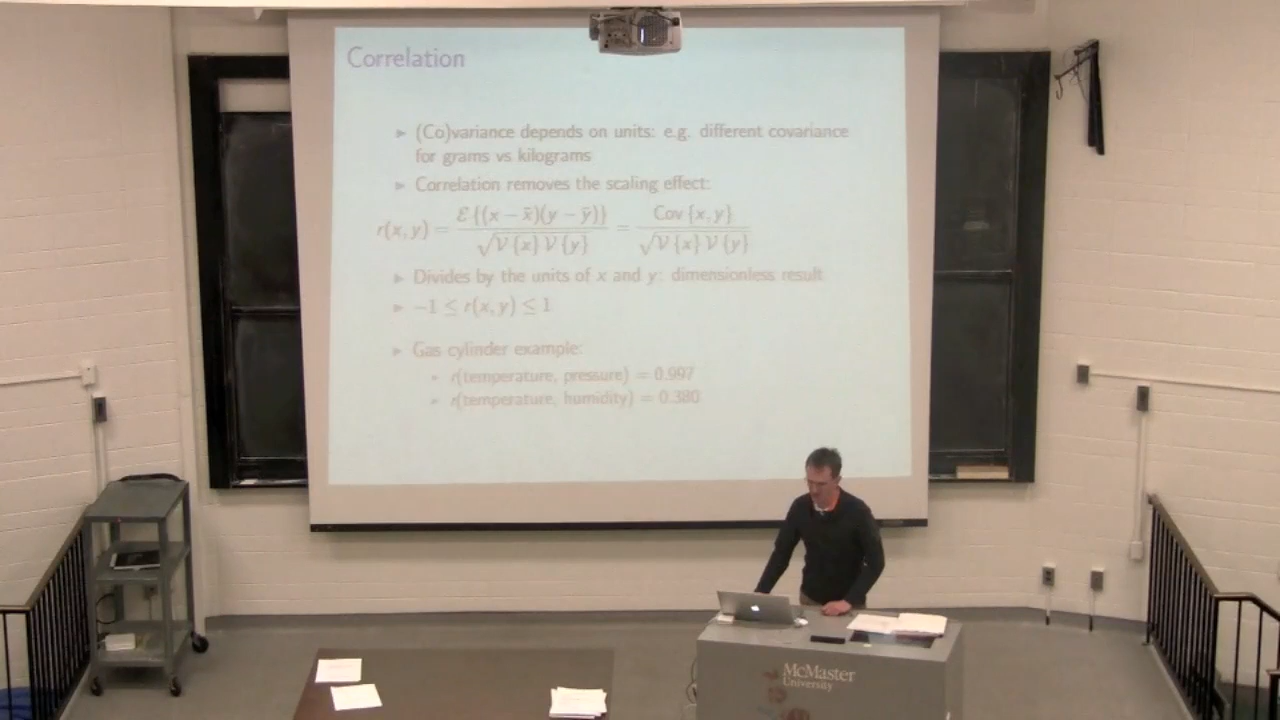 Correlation
▸ (Co)variance depends on units: e.g. different covariance
for grams vs kilograms
▸ Correlation removes the scaling effect:
r(x, y) = ℰ{(x − x̄)(y − ȳ)} / √(𝒱{x} 𝒱{y}) = Cov{x, y} / √(𝒱{x} 𝒱{y})
▸ Divides by the units of x and y: dimensionless result
▸ −1 ≤ r(x, y) ≤ 1
▸ Gas cylinder example:
▸ r(temperature, pressure) = 0.997
▸ r(temperature, humidity) = 0.380
McMaster
University